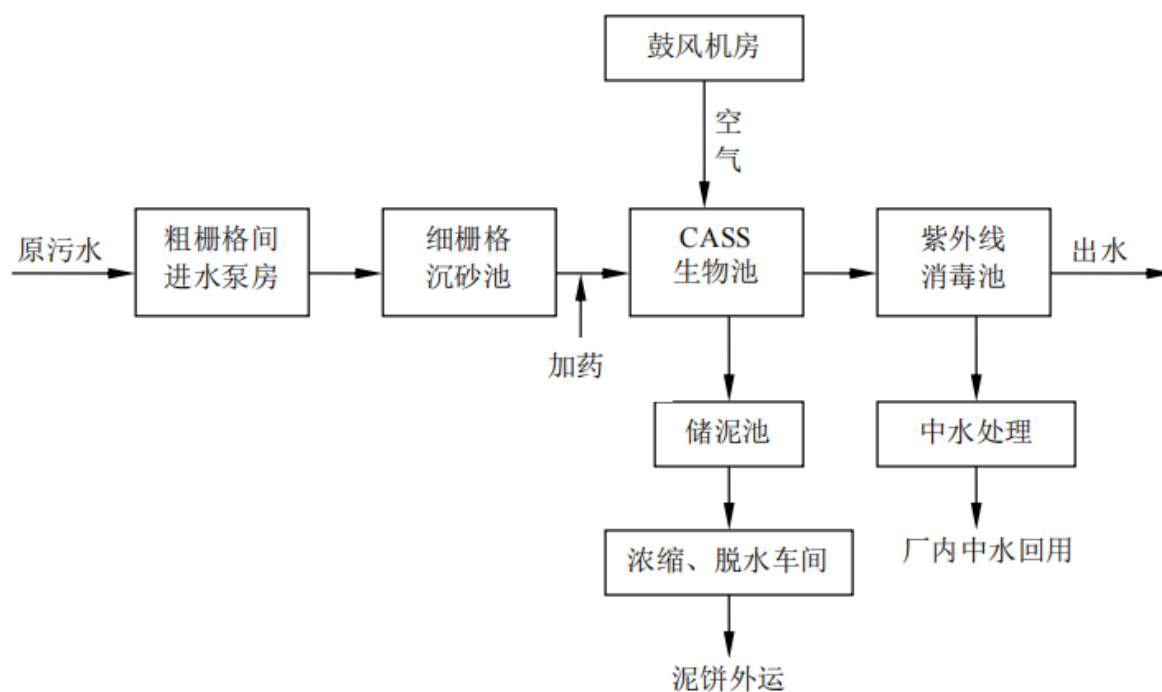 鼓风机房
空
气
原污水
粗栅格间
进水泵房
细栅格
沉砂池
CASS
生物池
紫外线
消毒池
出水
加药
储泥池
中水处理
浓缩、脱水车间
厂内中水回用
泥饼外运